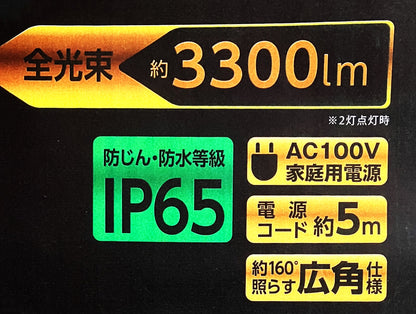 全光束 約3300lm
※2灯点灯時
防じん・防水等級
IP65
AC100V
家庭用電源
電源
コード 約5m
約160°
照らす 広角 仕様